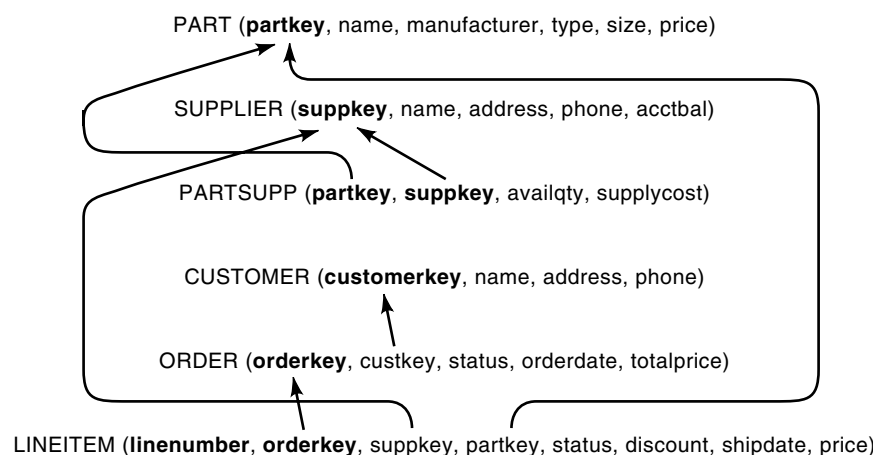 PART (partkey, name, manufacturer, type, size, price)
SUPPLIER (suppkey, name, address, phone, acctbal)
PARTSUPP (partkey, suppkey, availqty, supplycost)
CUSTOMER (customerkey, name, address, phone)
ORDER (orderkey, custkey, status, orderdate, totalprice)
LINEITEM (linenumber, orderkey, suppkey, partkey, status, discount, shipdate, price)